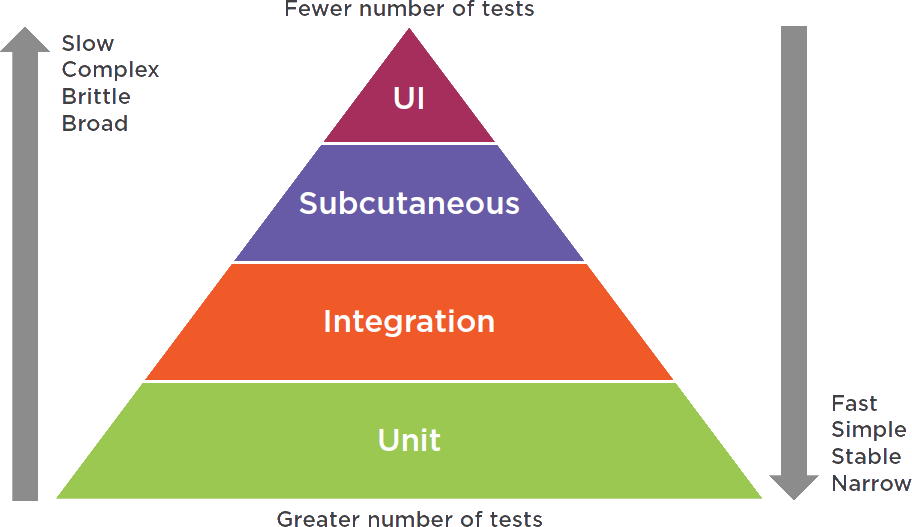 Fewer number of tests
Slow
Complex
Brittle
Broad
UI
Subcutaneous
Integration
Unit
Fast
Simple
Stable
Narrow
Greater number of tests